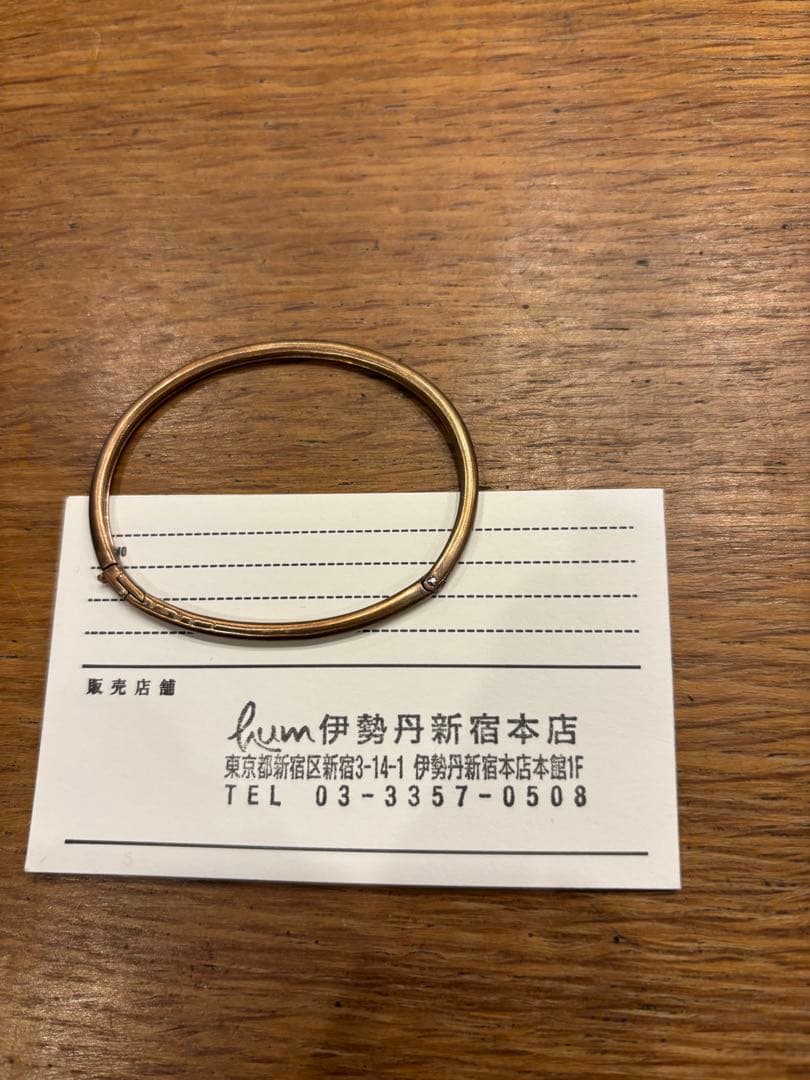 販売店舗
hum伊勢丹新宿本店
東京都新宿区新宿3-14-1 伊勢丹新宿本店本館1F
TEL 03-3357-0508